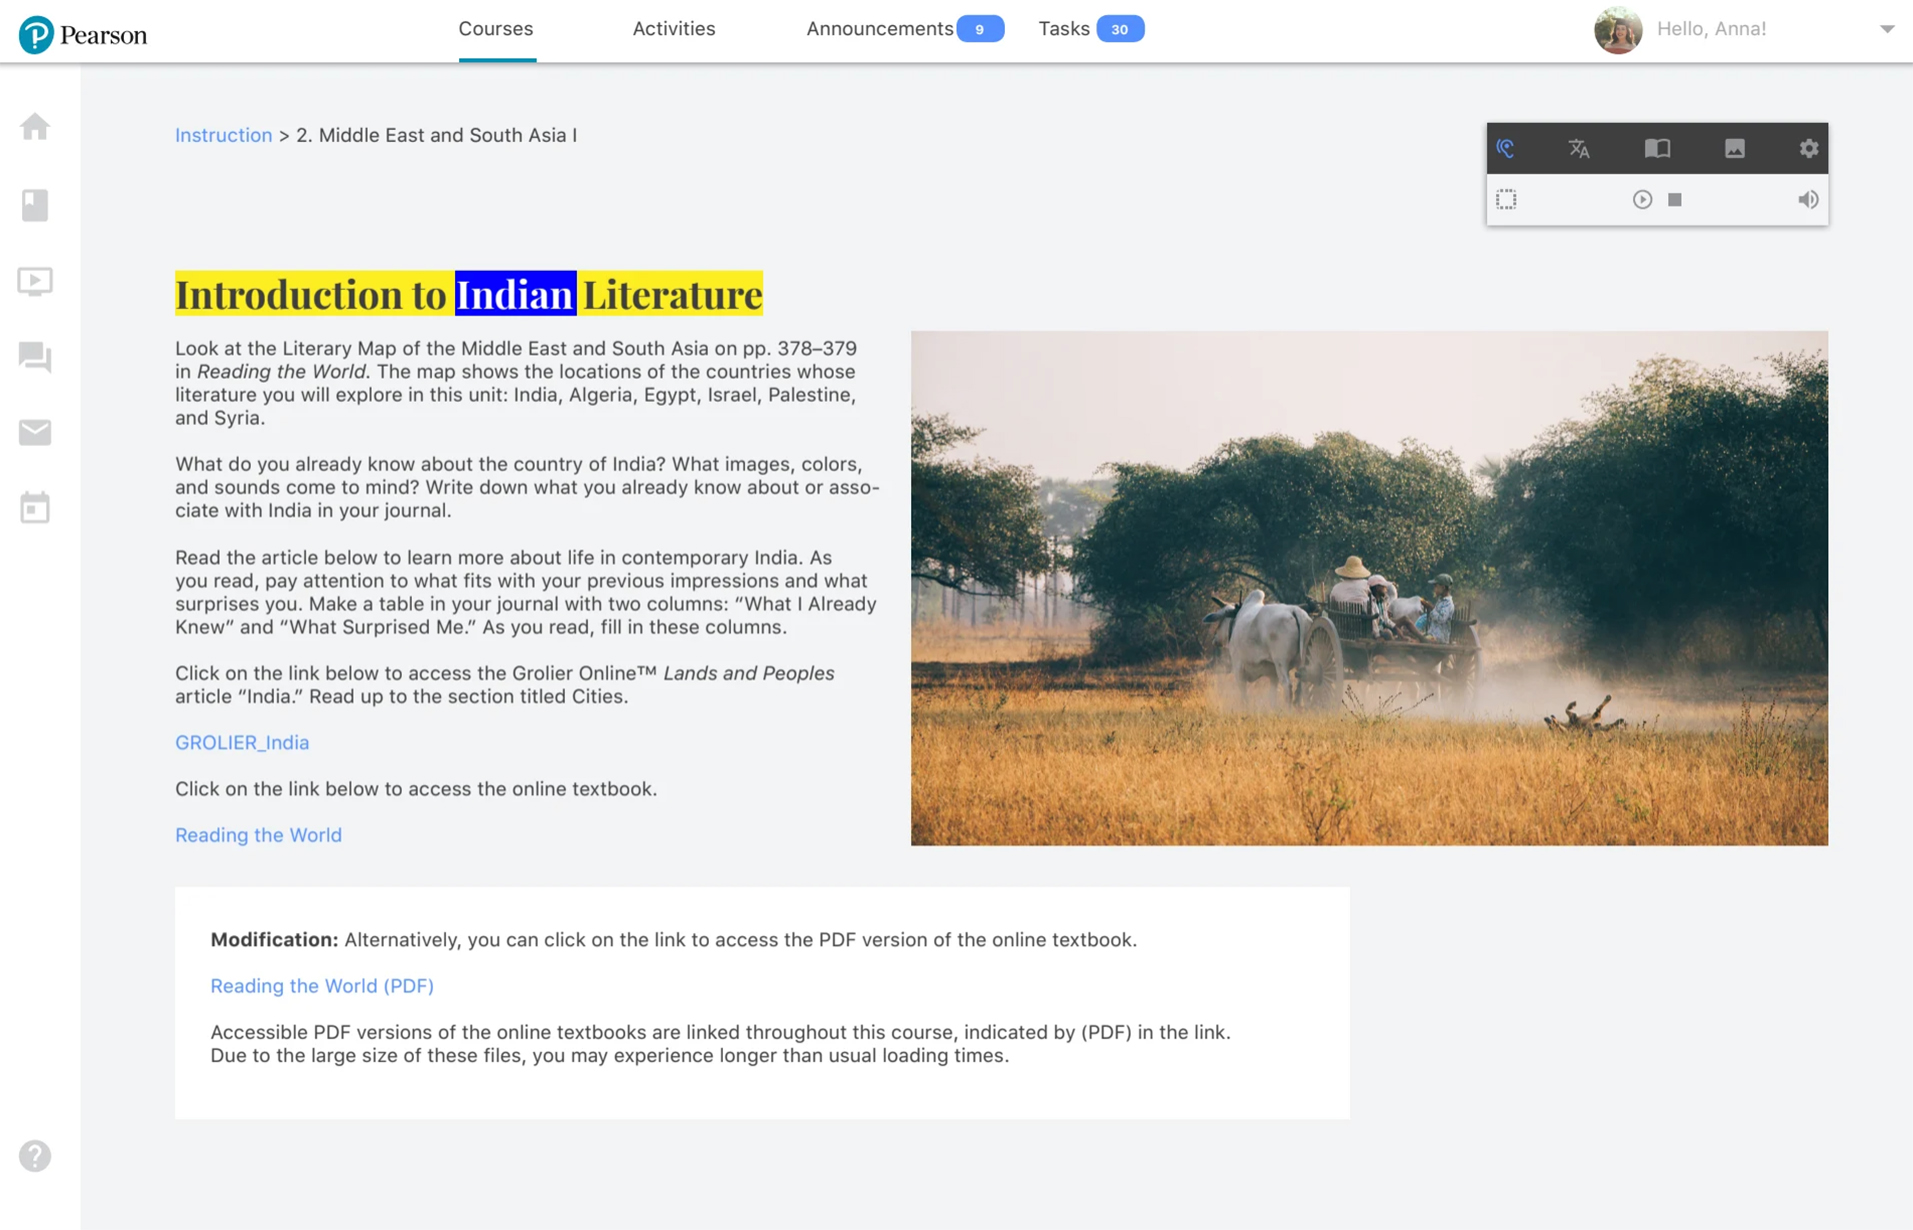 Pearson
Courses
Activities
Announcements 9
Tasks 30
Hello, Anna!
Instruction > 2. Middle East and South Asia I
Introduction to Indian Literature
Look at the Literary Map of the Middle East and South Asia on pp. 378–379
in Reading the World. The map shows the locations of the countries whose
literature you will explore in this unit: India, Algeria, Egypt, Israel, Palestine,
and Syria.
What do you already know about the country of India? What images, colors,
and sounds come to mind? Write down what you already know about or asso-
ciate with India in your journal.
Read the article below to learn more about life in contemporary India. As
you read, pay attention to what fits with your previous impressions and what
surprises you. Make a table in your journal with two columns: “What I Already
Knew” and “What Surprised Me.” As you read, fill in these columns.
Click on the link below to access the Grolier Online™ Lands and Peoples
article “India.” Read up to the section titled Cities.
GROLIER_India
Click on the link below to access the online textbook.
Reading the World
Modification: Alternatively, you can click on the link to access the PDF version of the online textbook.
Reading the World (PDF)
Accessible PDF versions of the online textbooks are linked throughout this course, indicated by (PDF) in the link.
Due to the large size of these files, you may experience longer than usual loading times.